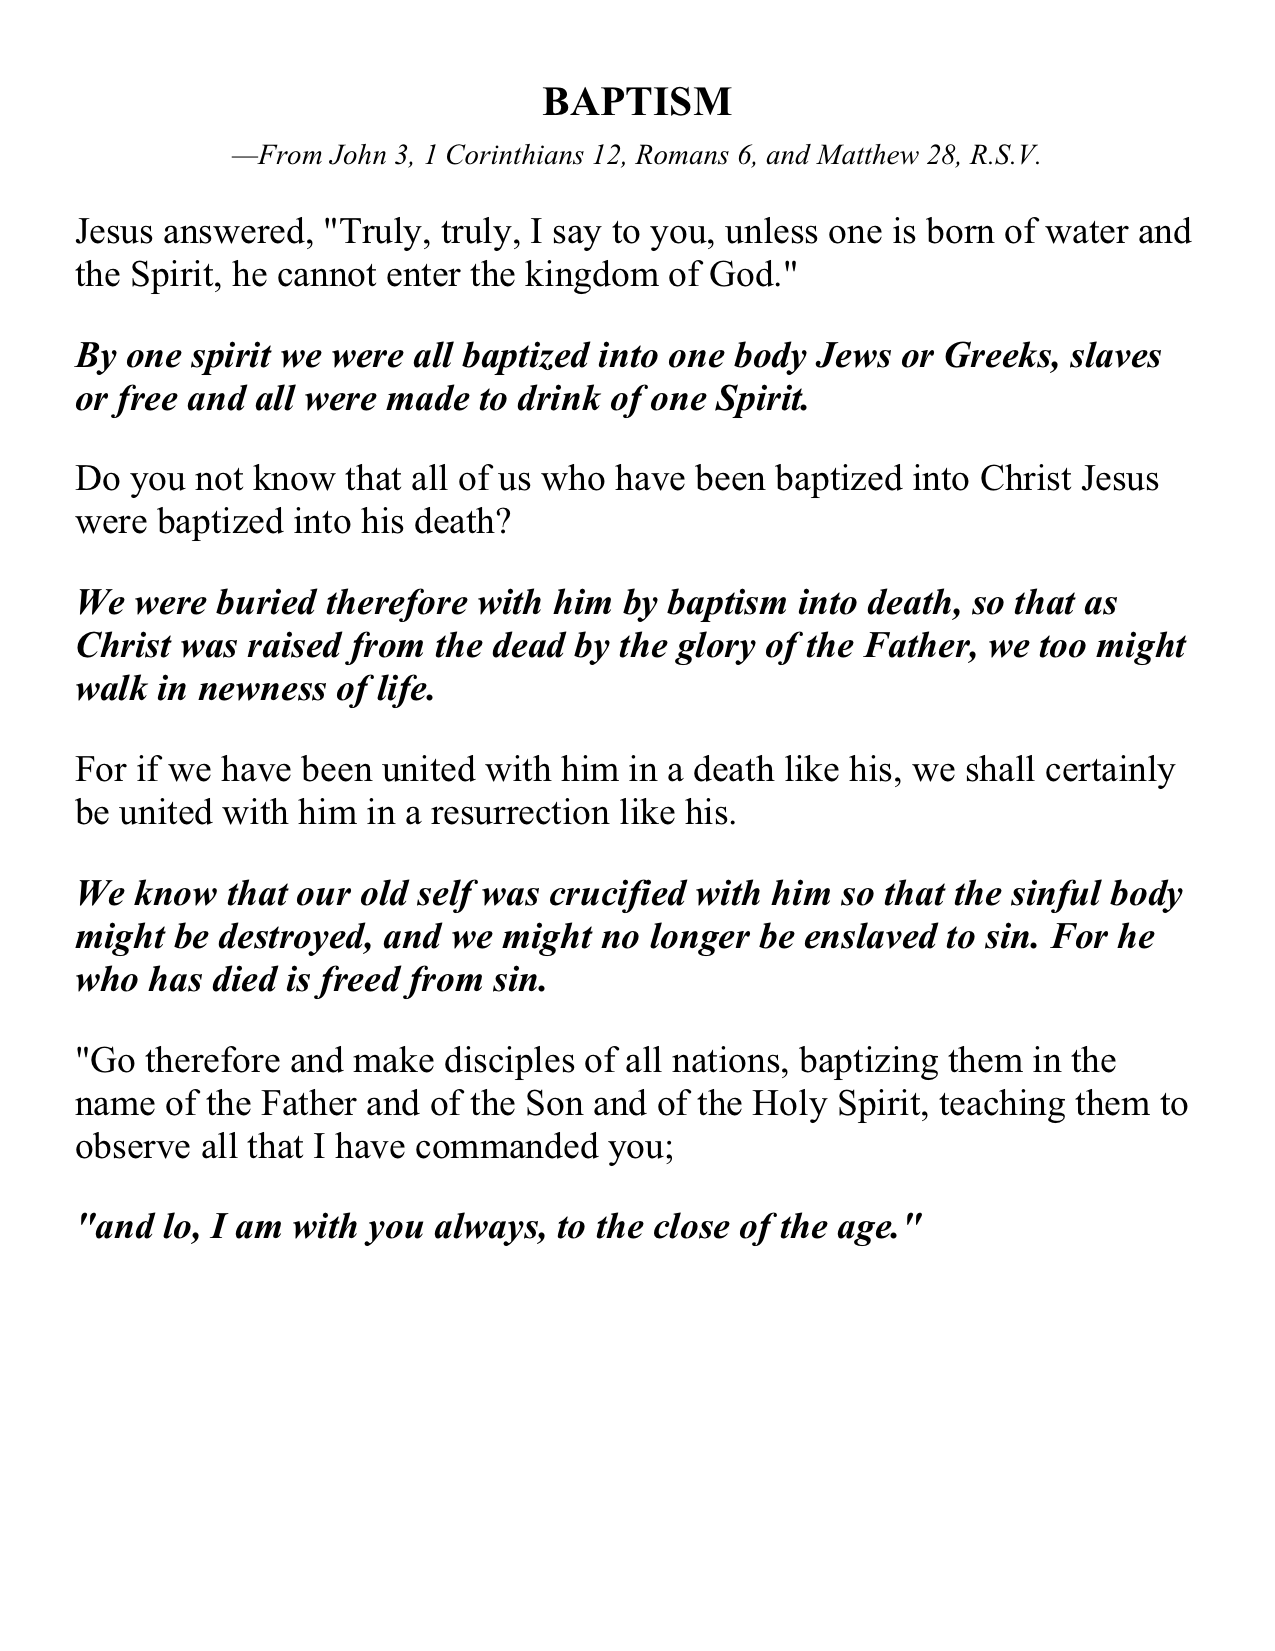 BAPTISM
—From John 3, 1 Corinthians 12, Romans 6, and Matthew 28, R.S.V.
Jesus answered, "Truly, truly, I say to you, unless one is born of water and
the Spirit, he cannot enter the kingdom of God."
By one spirit we were all baptized into one body Jews or Greeks, slaves
or free and all were made to drink of one Spirit.
Do you not know that all of us who have been baptized into Christ Jesus
were baptized into his death?
We were buried therefore with him by baptism into death, so that as
Christ was raised from the dead by the glory of the Father, we too might
walk in newness of life.
For if we have been united with him in a death like his, we shall certainly
be united with him in a resurrection like his.
We know that our old self was crucified with him so that the sinful body
might be destroyed, and we might no longer be enslaved to sin. For he
who has died is freed from sin.
"Go therefore and make disciples of all nations, baptizing them in the
name of the Father and of the Son and of the Holy Spirit, teaching them to
observe all that I have commanded you;
"and lo, I am with you always, to the close of the age."